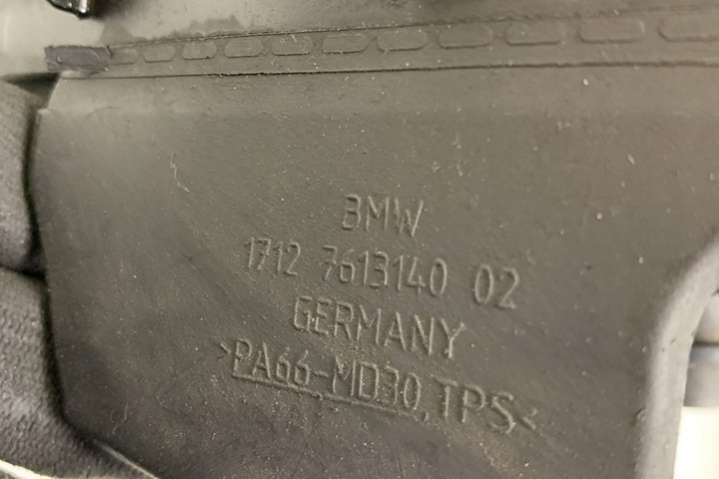 BMW
1712 7613140 02
GERMANY
>PA66-MD30, TPS<